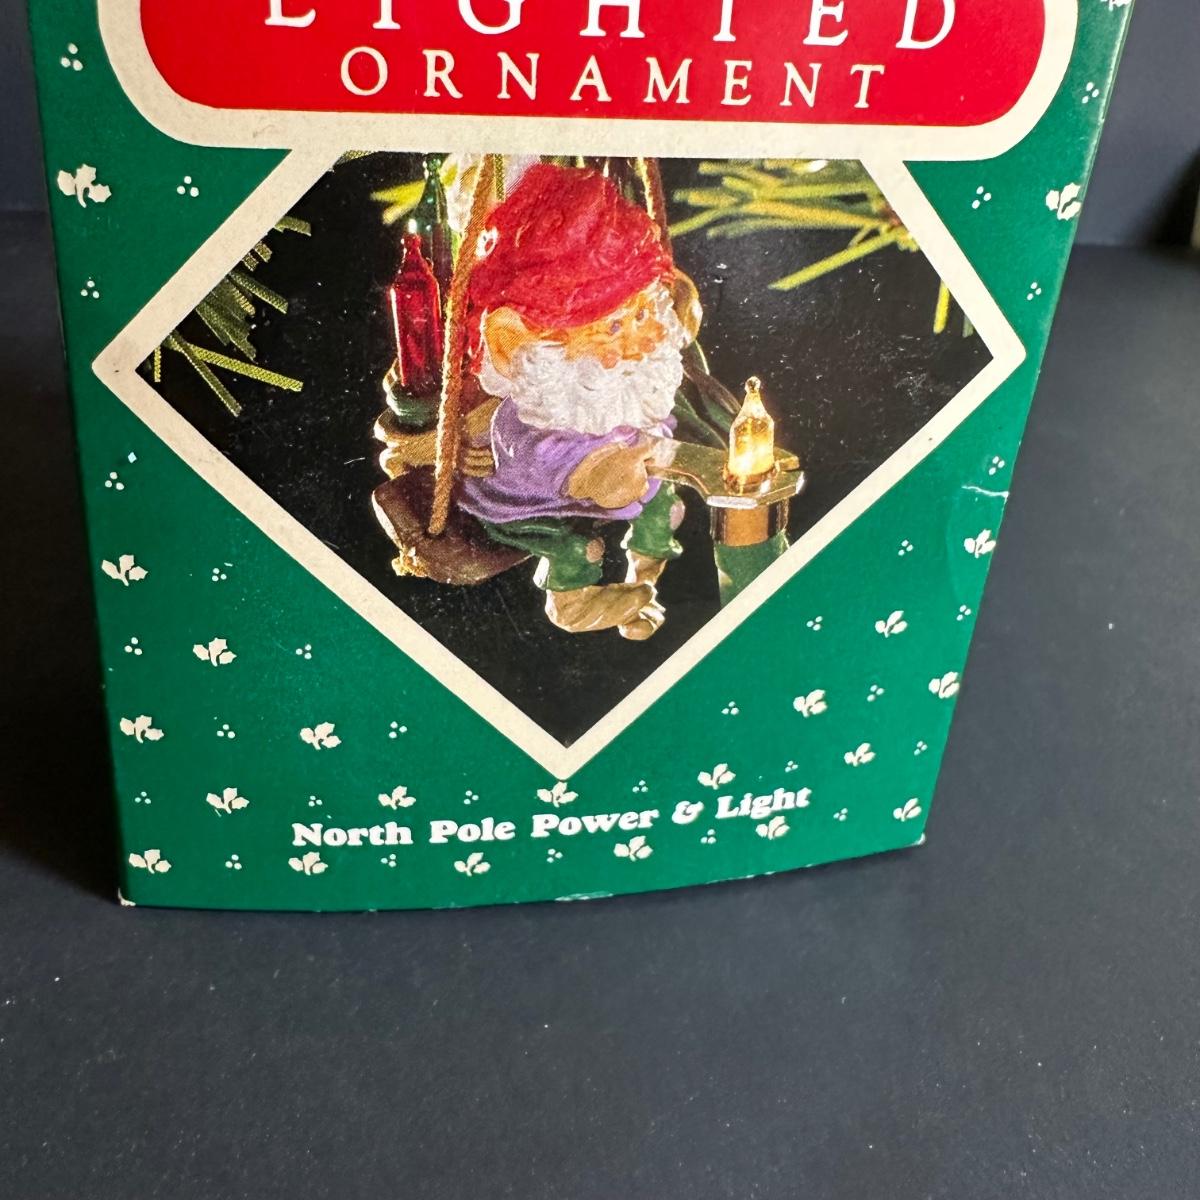 LIGHTED
ORNAMENT
North Pole Power & Light